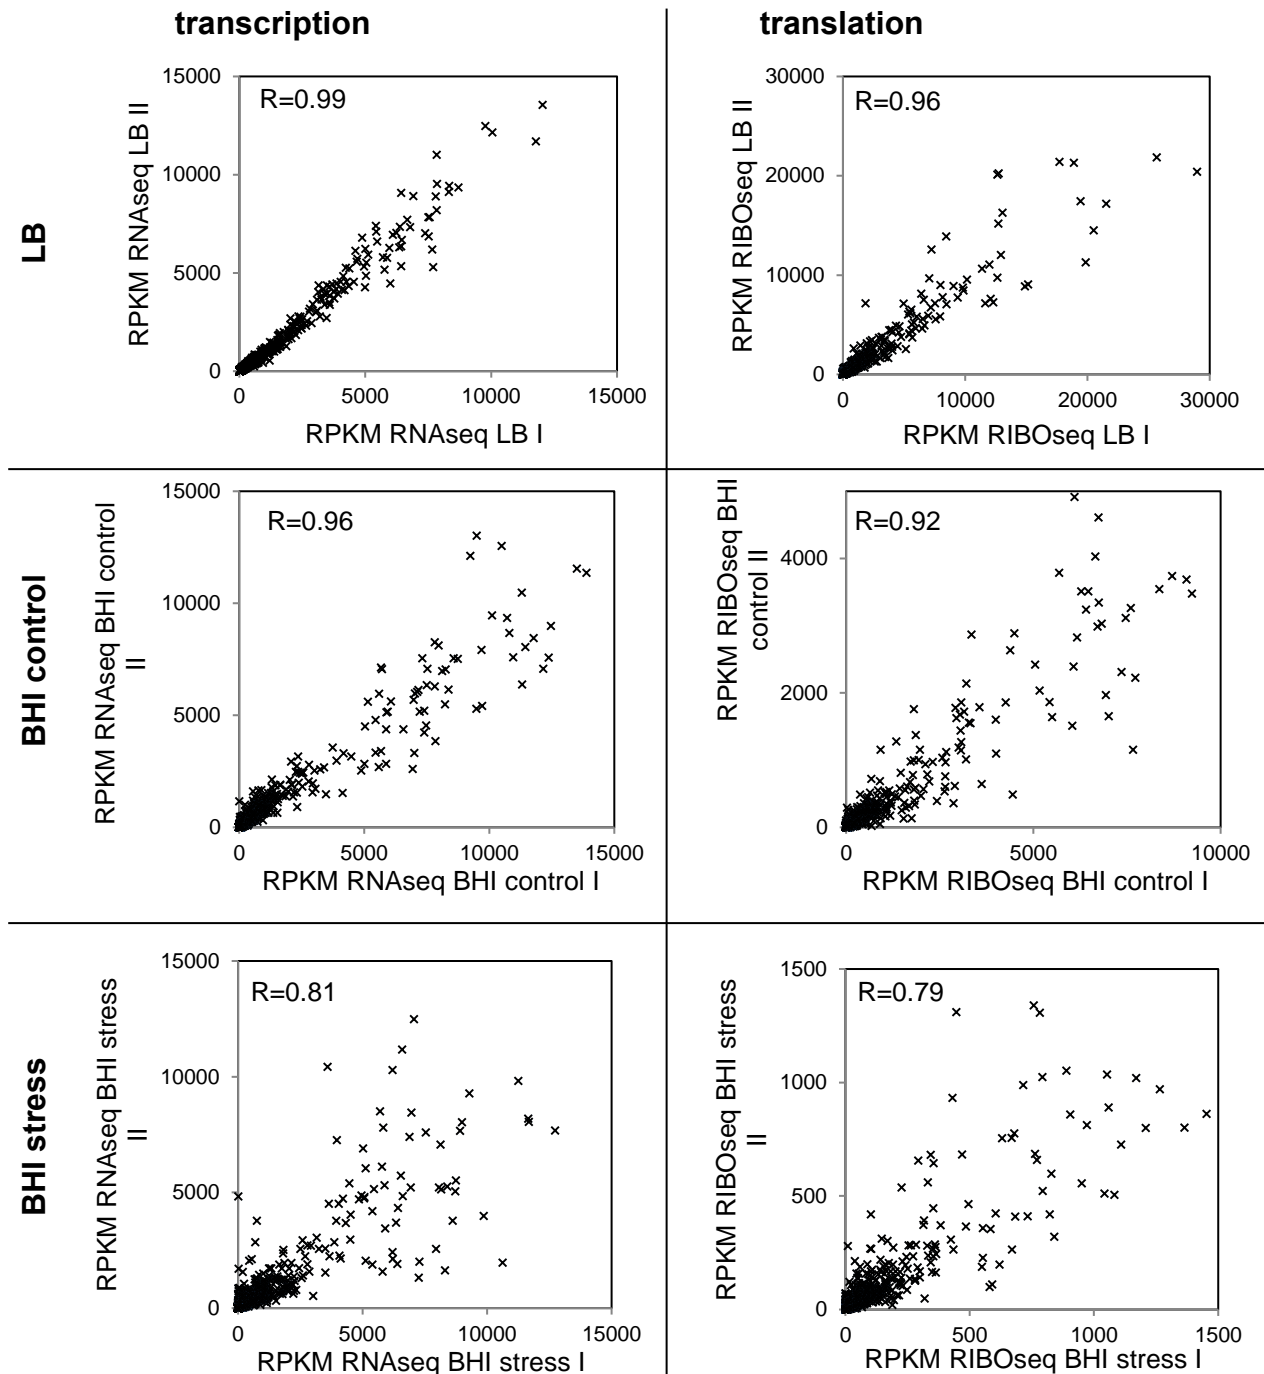 transcription
translation
LB
RPKM RNAseq LB II
15000
10000
5000
0
R=0.99
0 5000 10000 15000
RPKM RNAseq LB I
RPKM RIBOseq LB II
30000
20000
10000
0
R=0.96
0 10000 20000 30000
RPKM RIBOseq LB I
BHI control
RPKM RNAseq BHI control
II
15000
10000
5000
0
R=0.96
0 5000 10000 15000
RPKM RNAseq BHI control I
RPKM RIBOseq BHI
control II
4000
2000
0
R=0.92
0 5000 10000
RPKM RIBOseq BHI control I
BHI stress
RPKM RNAseq BHI stress
II
15000
10000
5000
0
R=0.81
0 5000 10000 15000
RPKM RNAseq BHI stress I
RPKM RIBOseq BHI stress
II
1500
1000
500
0
R=0.79
0 500 1000 1500
RPKM RIBOseq BHI stress I